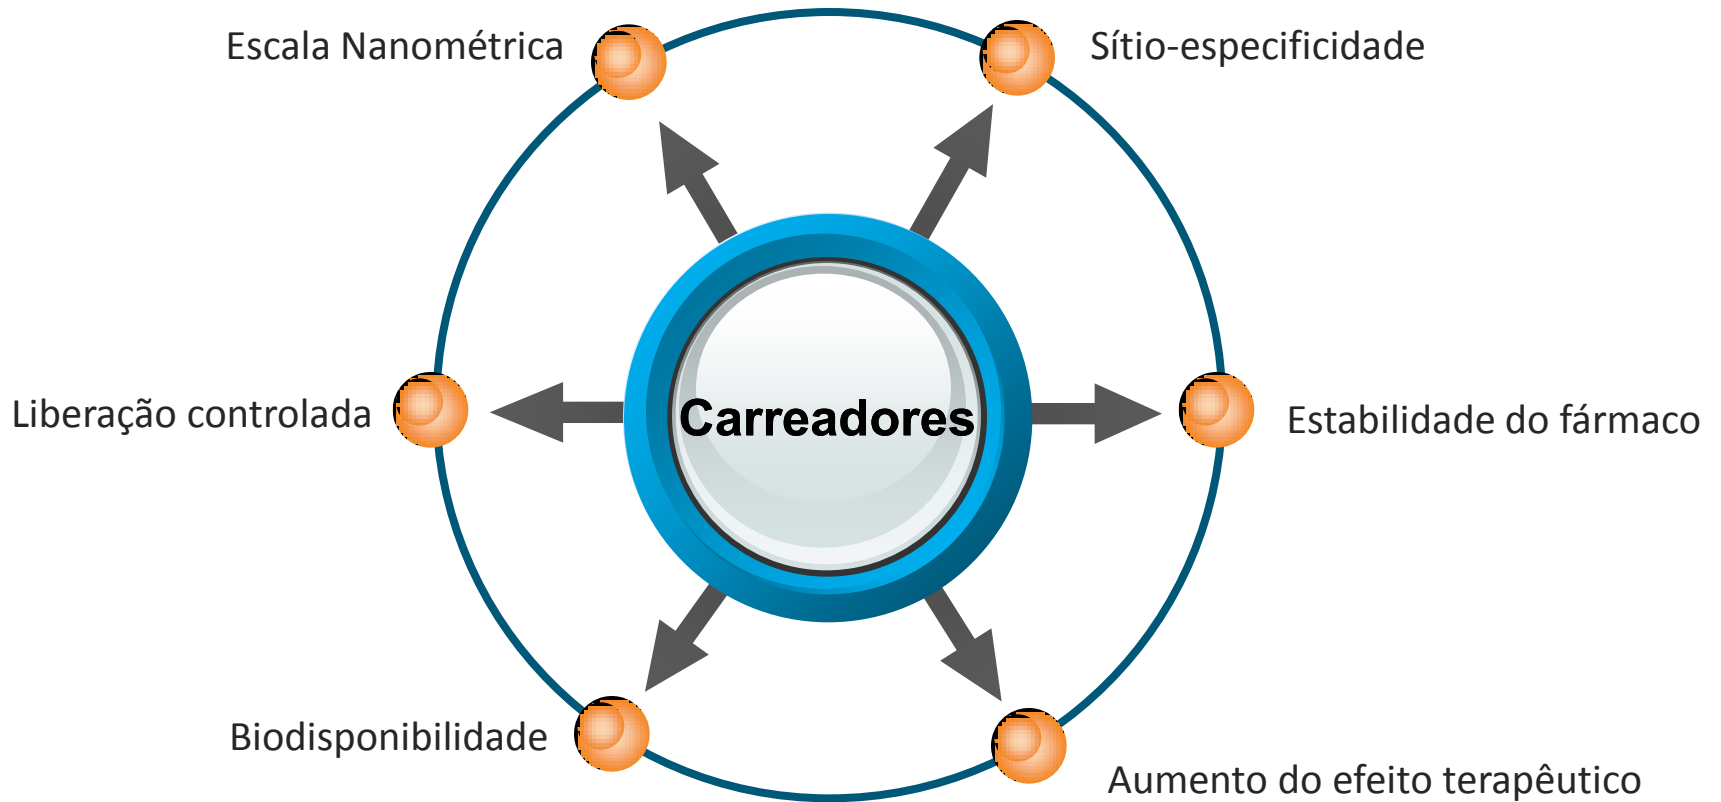 Escala Nanométrica
Sítio-especificidade
Liberação controlada
Carreadores
Estabilidade do fármaco
Biodisponibilidade
Aumento do efeito terapêutico